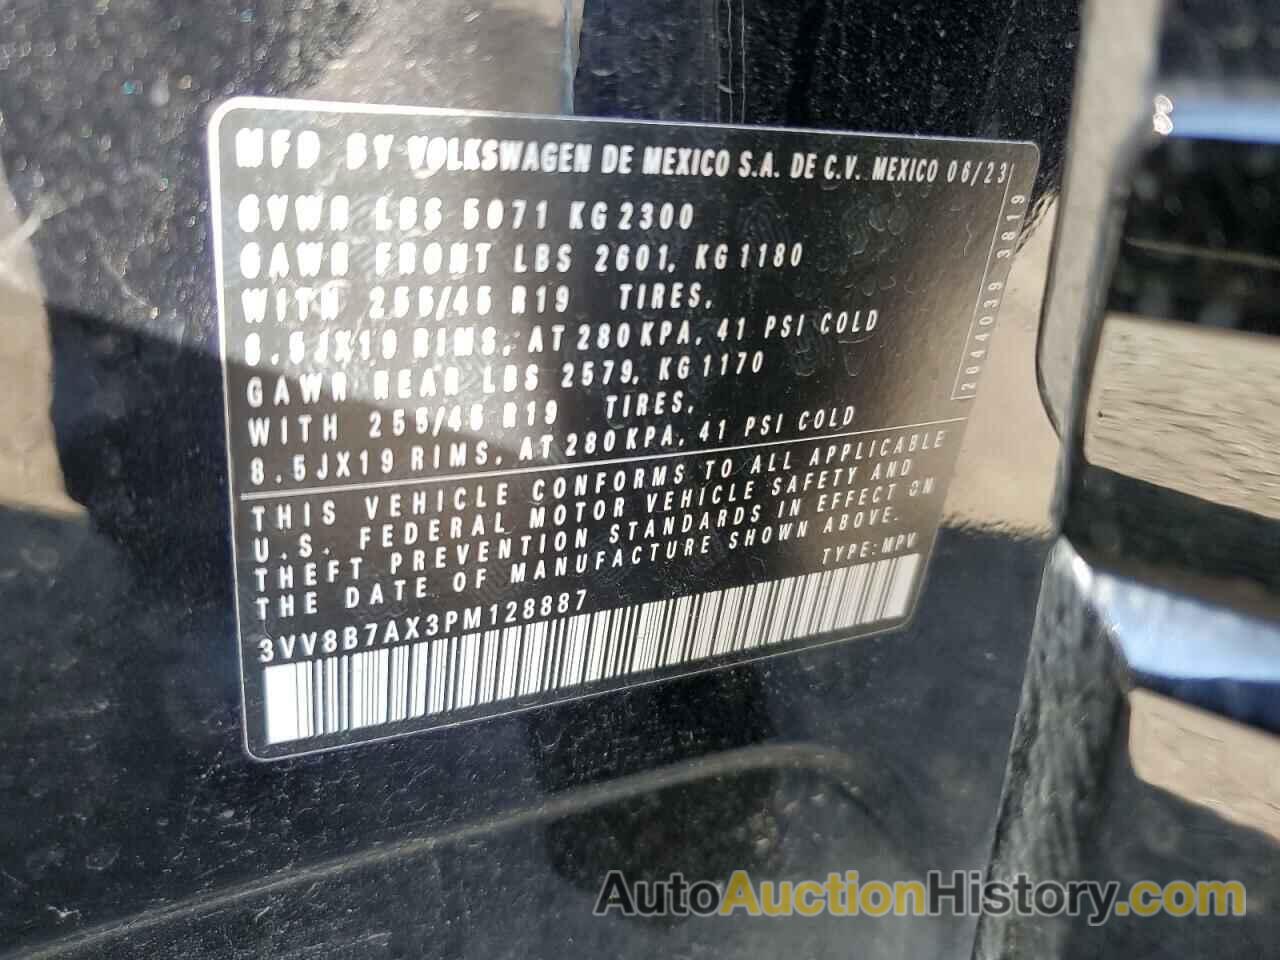 MFD BY VOLKSWAGEN DE MEXICO S.A. DE C.V. MEXICO 06/23
GVWR LBS 5071 KG 2300
GAWR FRONT LBS 2601, KG 1180
WITH 255/45 R19 TIRES,
8.5JX19 RIMS, AT 280 KPA, 41 PSI COLD
GAWR REAR LBS 2579, KG 1170
WITH 255/45 R19 TIRES,
8.5JX19 RIMS, AT 280 KPA, 41 PSI COLD
2G44039 3819
THIS VEHICLE CONFORMS TO ALL APPLICABLE
U.S. FEDERAL MOTOR VEHICLE SAFETY AND
THEFT PREVENTION STANDARDS IN EFFECT ON
THE DATE OF MANUFACTURE SHOWN ABOVE.
TYPE: MPV
3VV8B7AX3PM128887
AutoAuctionHistory.com